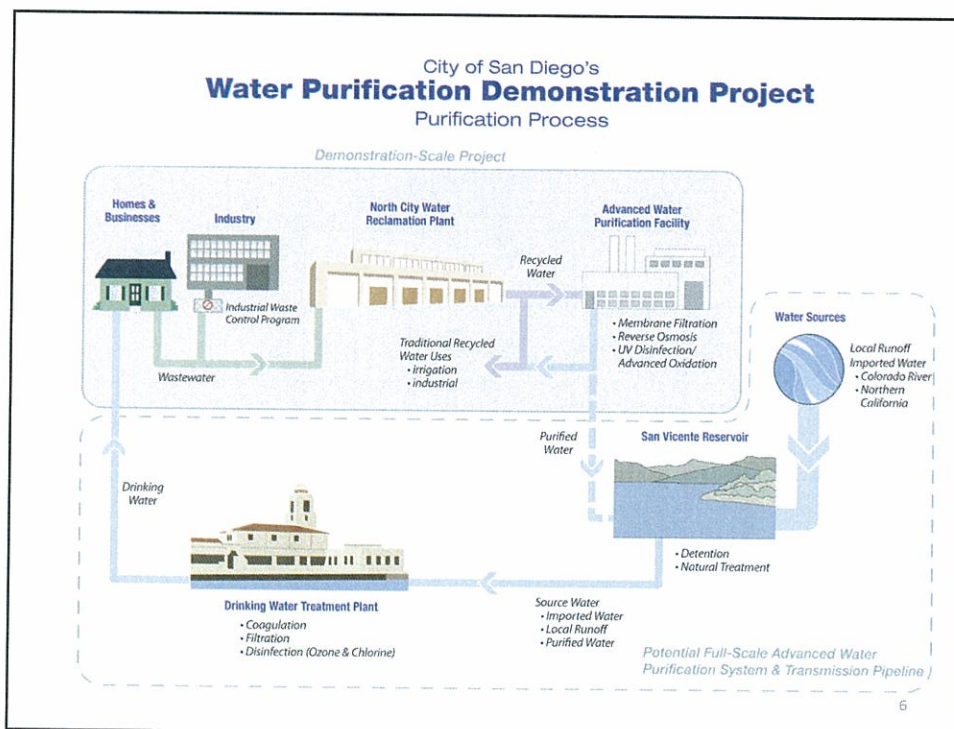 City of San Diego's
Water Purification Demonstration Project
Purification Process
Demonstration-Scale Project
Homes &
Businesses
Industry
North City Water
Reclamation Plant
Advanced Water
Purification Facility
Recycled
Water
Industrial Waste
Control Program
• Membrane Filtration
• Reverse Osmosis
• UV Disinfection/
Advanced Oxidation
Traditional Recycled
Water Uses
• irrigation
• industrial
Wastewater
Water Sources
Local Runoff
Imported Water
• Colorado River
• Northern
California
Purified
Water
San Vicente Reservoir
Drinking
Water
• Detention
• Natural Treatment
Drinking Water Treatment Plant
• Coagulation
• Filtration
• Disinfection (Ozone & Chlorine)
Source Water
• Imported Water
• Local Runoff
• Purified Water
Potential Full-Scale Advanced Water
Purification System & Transmission Pipeline
6